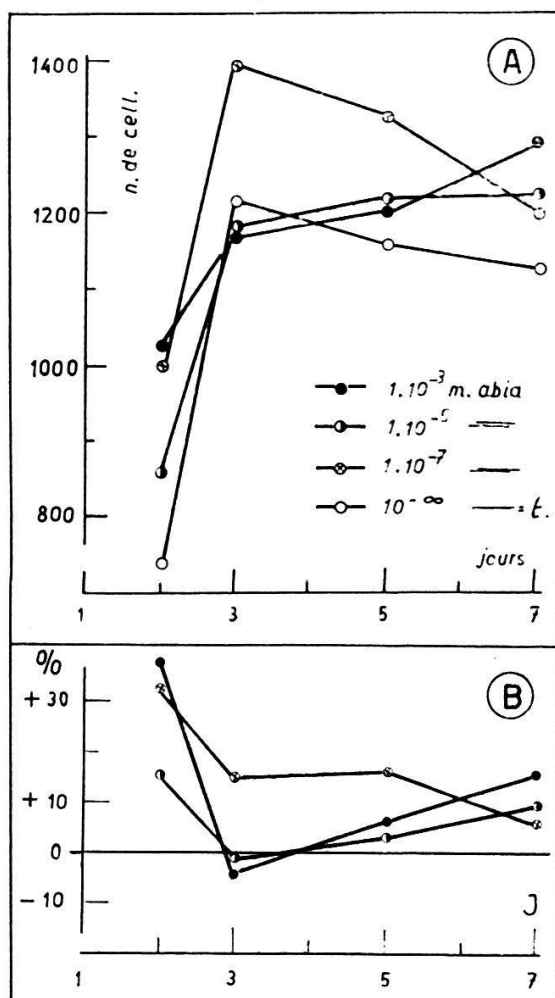 A
1400
1200
1000
800
n. de cell.
1.10⁻³ m. abia
1.10⁻⁵
1.10⁻⁷
10⁻∞ = t.
jours
1 3 5 7
B
%
+ 30
+ 10
0
- 10
J
1 3 5 7